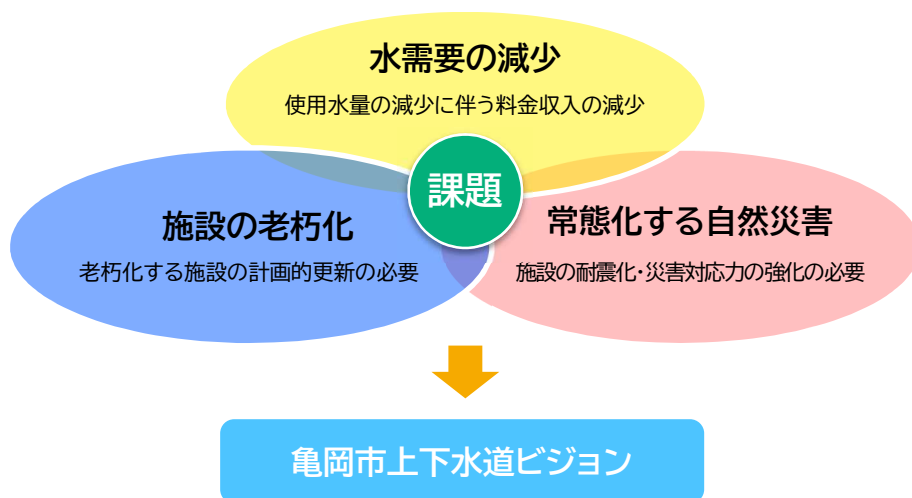 水需要の減少
使用水量の減少に伴う料金収入の減少
課題
施設の老朽化
老朽化する施設の計画的更新の必要
常態化する自然災害
施設の耐震化・災害対応力の強化の必要
亀岡市上下水道ビジョン